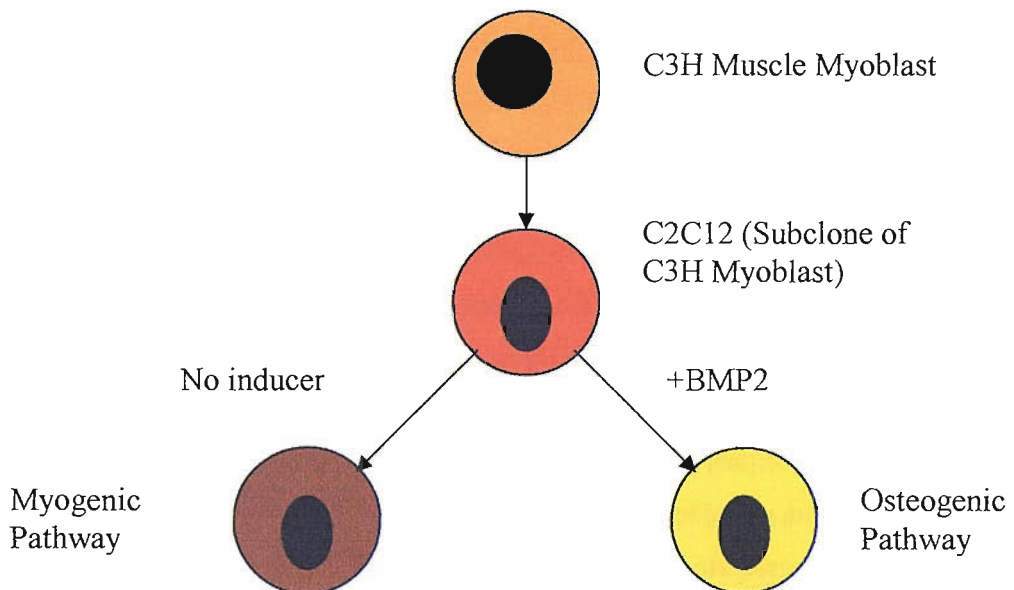 C3H Muscle Myoblast
C2C12 (Subclone of
C3H Myoblast)
No inducer
+BMP2
Myogenic
Pathway
Osteogenic
Pathway